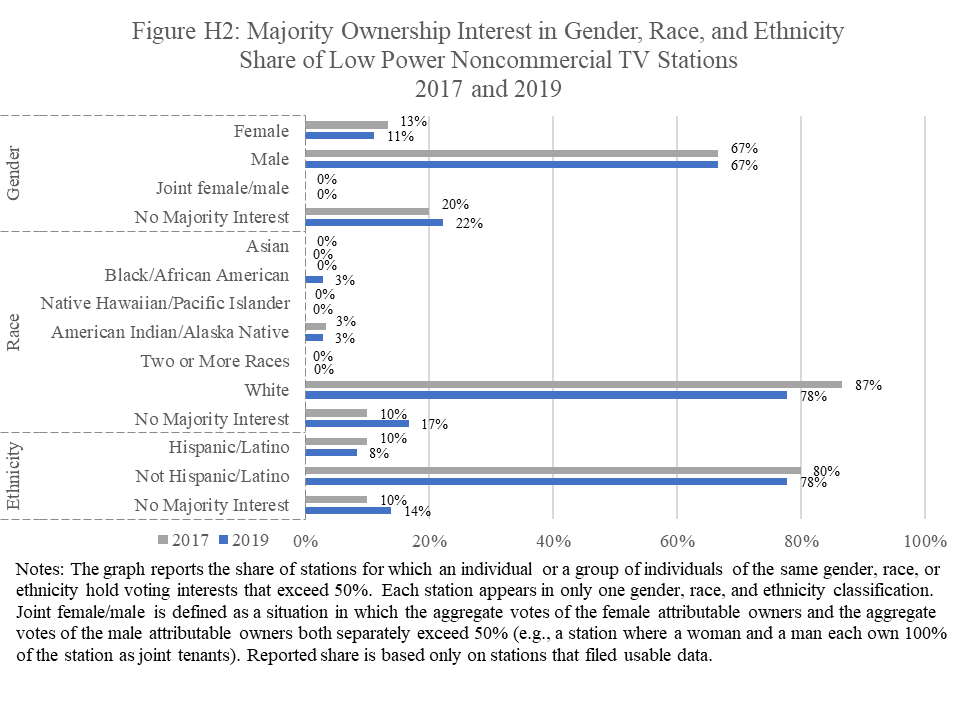 Figure H2: Majority Ownership Interest in Gender, Race, and Ethnicity
Share of Low Power Noncommercial TV Stations
2017 and 2019
Gender
Female
13%
11%
Male
67%
67%
Joint female/male
0%
0%
No Majority Interest
20%
22%
Race
Asian
0%
0%
Black/African American
0%
3%
Native Hawaiian/Pacific Islander
0%
0%
American Indian/Alaska Native
3%
3%
Two or More Races
0%
0%
White
87%
78%
No Majority Interest
10%
17%
Ethnicity
Hispanic/Latino
10%
8%
Not Hispanic/Latino
80%
78%
No Majority Interest
10%
14%
2017 2019
0% 20% 40% 60% 80% 100%
Notes: The graph reports the share of stations for which an individual or a group of individuals of the same gender, race, or
ethnicity hold voting interests that exceed 50%. Each station appears in only one gender, race, and ethnicity classification.
Joint female/male is defined as a situation in which the aggregate votes of the female attributable owners and the aggregate
votes of the male attributable owners both separately exceed 50% (e.g., a station where a woman and a man each own 100%
of the station as joint tenants). Reported share is based only on stations that filed usable data.